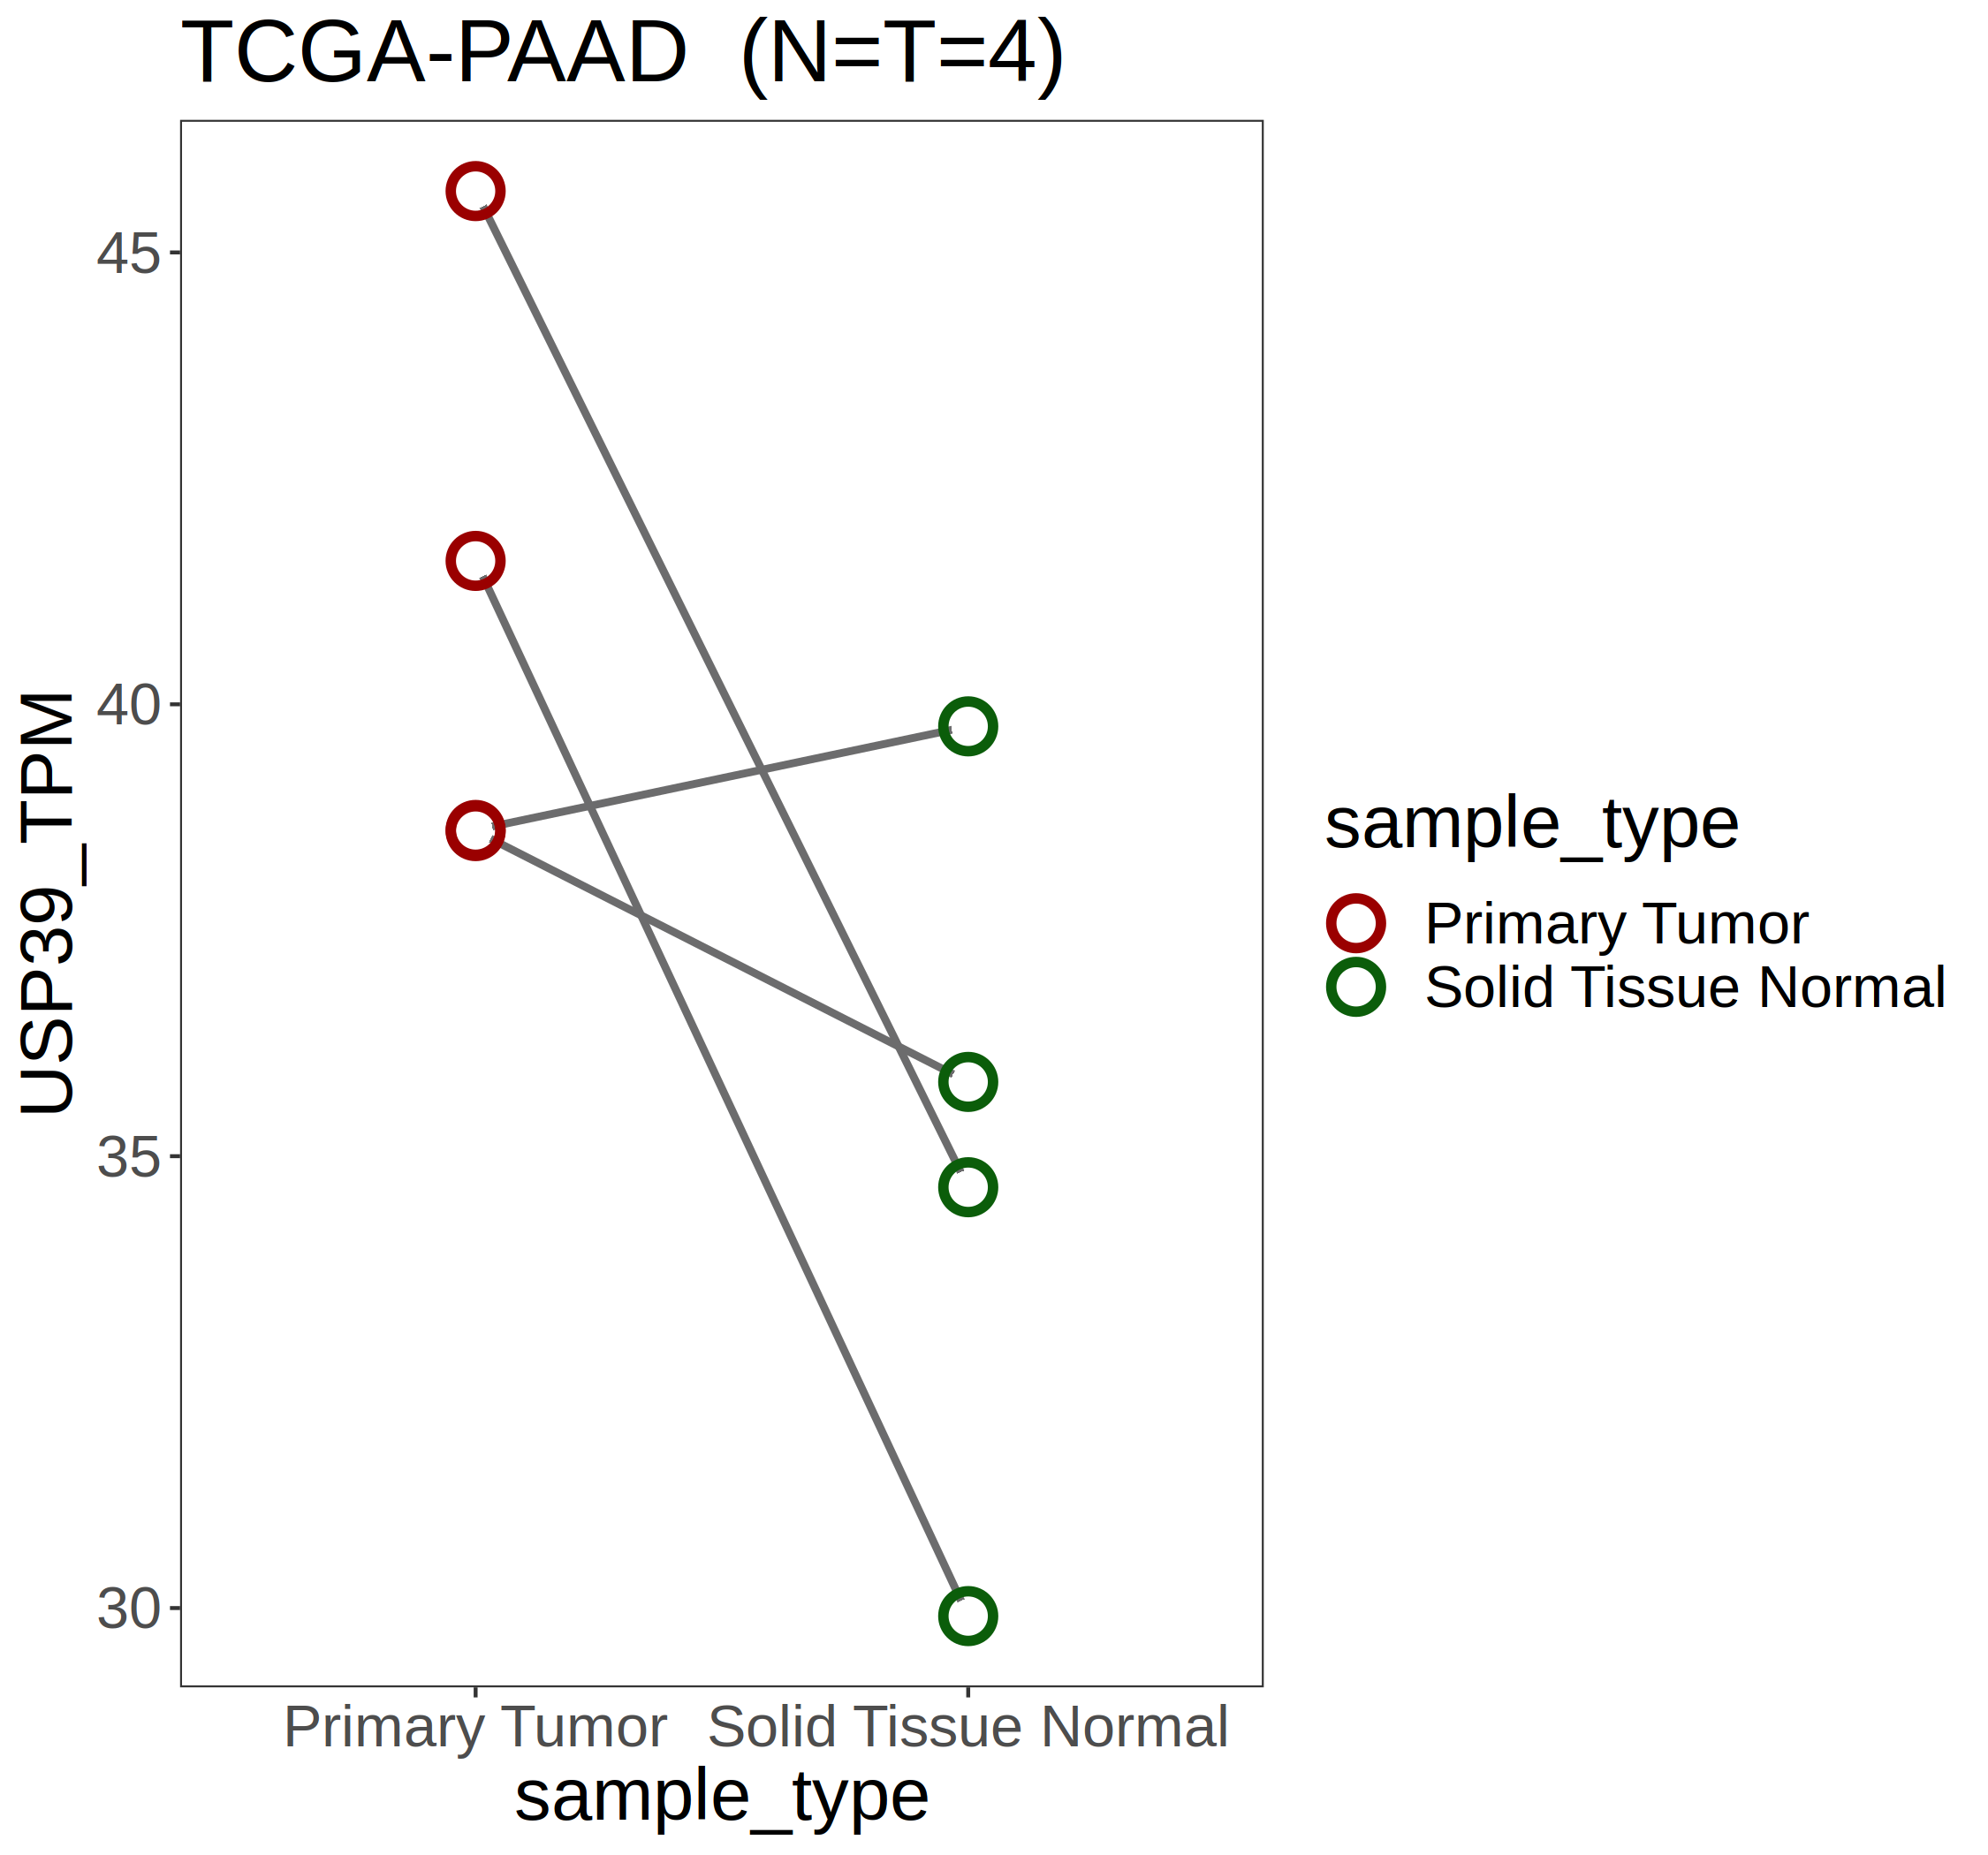 TCGA-PAAD  (N=T=4)
USP39_TPM
45
40
35
30
Primary Tumor
Solid Tissue Normal
sample_type
sample_type
Primary Tumor
Solid Tissue Normal